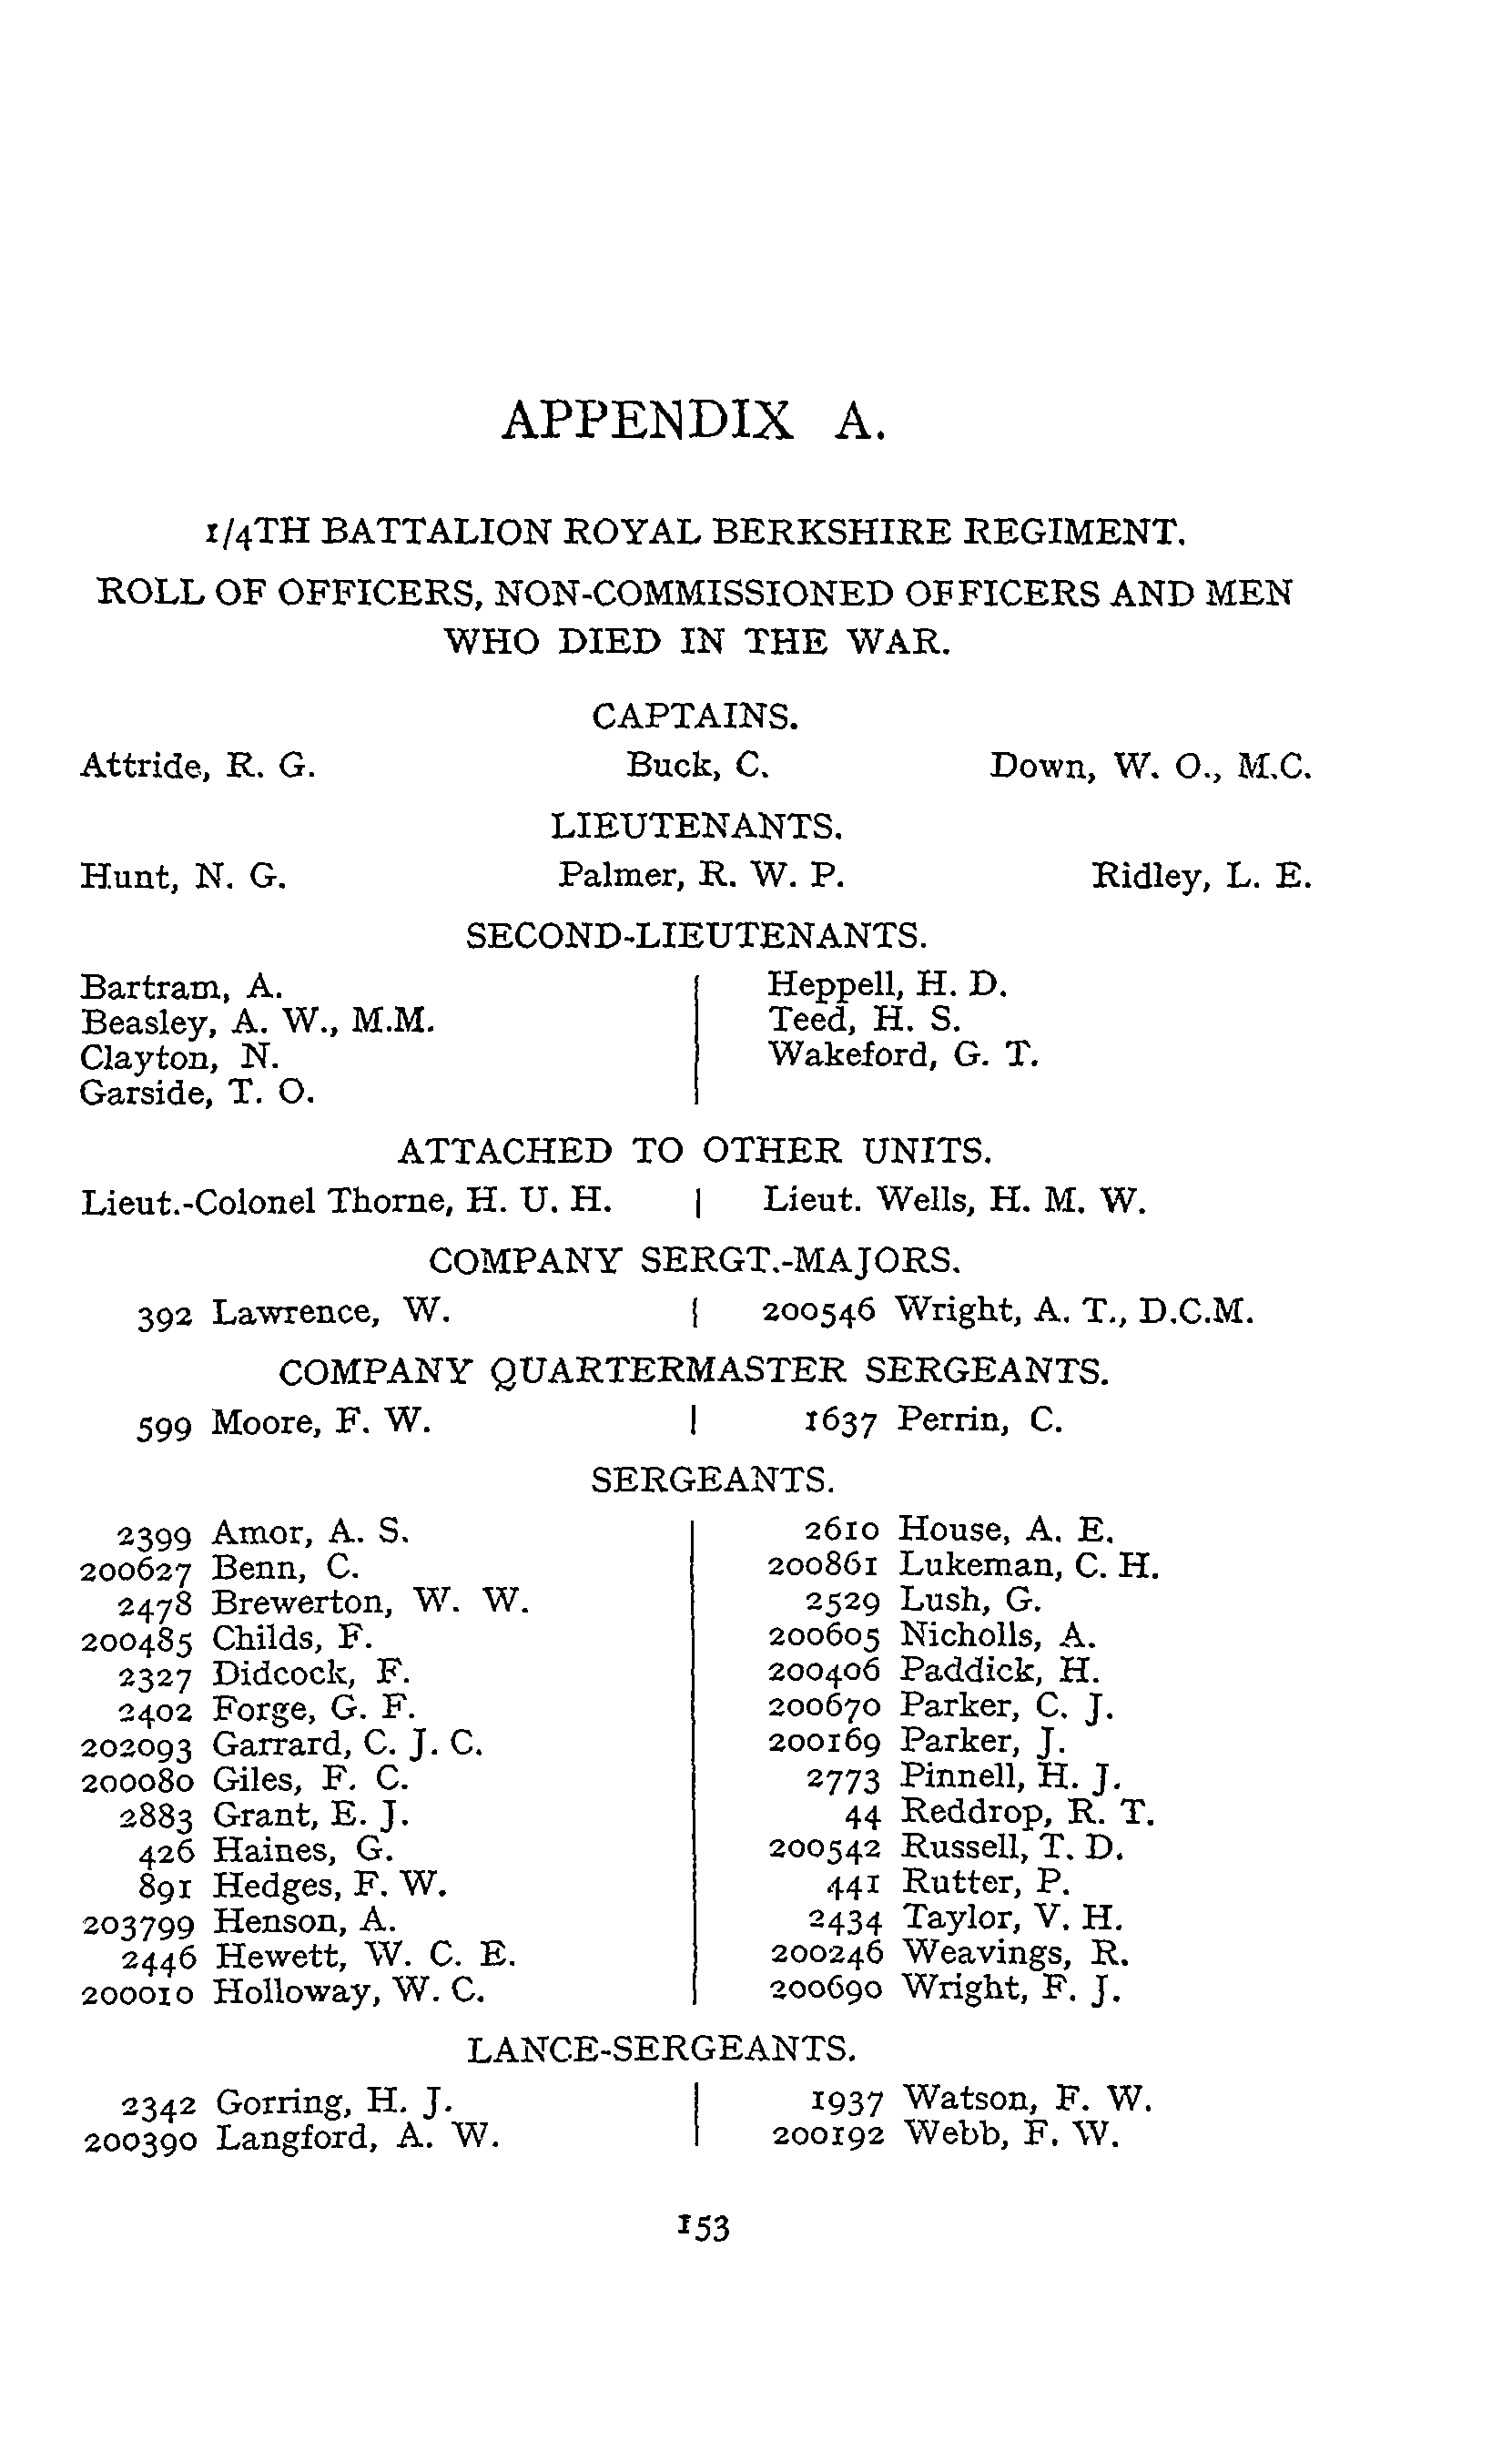 APPENDIX A.
1/4TH BATTALION ROYAL BERKSHIRE REGIMENT.
ROLL OF OFFICERS, NON-COMMISSIONED OFFICERS AND MEN
WHO DIED IN THE WAR.
CAPTAINS.
Attride, R. G. Buck, C. Down, W. O., M.C.
LIEUTENANTS.
Hunt, N. G. Palmer, R. W. P. Ridley, L. E.
SECOND-LIEUTENANTS.
Bartram, A.
Beasley, A. W., M.M.
Clayton, N.
Garside, T. O.
Heppell, H. D.
Teed, H. S.
Wakeford, G. T.
ATTACHED TO OTHER UNITS.
Lieut.-Colonel Thorne, H. U. H. Lieut. Wells, H. M. W.
COMPANY SERGT.-MAJORS.
392 Lawrence, W. 200546 Wright, A. T., D.C.M.
COMPANY QUARTERMASTER SERGEANTS.
599 Moore, F. W. 1637 Perrin, C.
SERGEANTS.
2399 Amor, A. S.
200627 Benn, C.
2478 Brewerton, W. W.
200485 Childs, F.
2327 Didcock, F.
2402 Forge, G. F.
202093 Garrard, C. J. C.
200080 Giles, F. C.
2883 Grant, E. J.
426 Haines, G.
891 Hedges, F. W.
203799 Henson, A.
2446 Hewett, W. C. E.
200010 Holloway, W. C.
2610 House, A. E.
200861 Lukeman, C. H.
2529 Lush, G.
200605 Nicholls, A.
200406 Paddick, H.
200670 Parker, C. J.
200169 Parker, J.
2773 Pinnell, H. J.
44 Reddrop, R. T.
200542 Russell, T. D.
441 Rutter, P.
2434 Taylor, V. H.
200246 Weavings, R.
200690 Wright, F. J.
LANCE-SERGEANTS.
2342 Gorring, H. J.
200390 Langford, A. W.
1937 Watson, F. W.
200192 Webb, F. W.
153